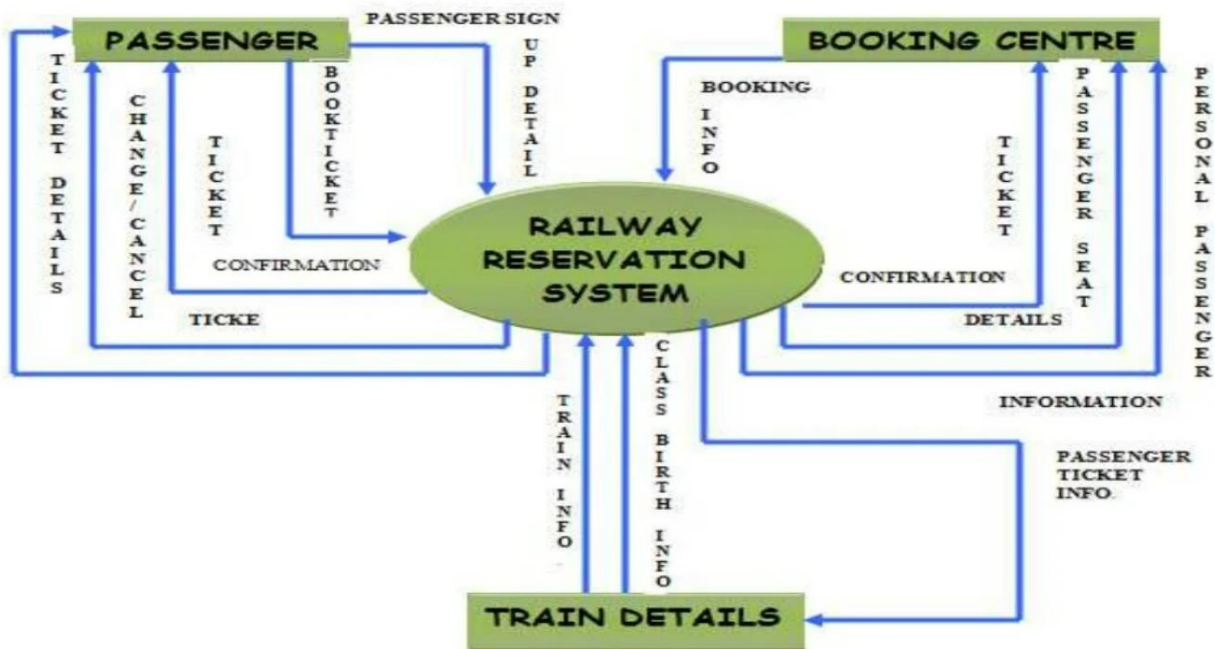 PASSENGER SIGN
UP DETAIL
PASSENGER
BOOKING CENTRE
TICKET DETAILS
CHANGE/CANCEL
TICKE
TICKET
CONFIRMATION
BOOKTICKET
BOOKING
INFO
TICKET
CONFIRMATION
PASSENGER SEAT
DETAILS
PERSONAL PASSENGER
INFORMATION
RAILWAY
RESERVATION
SYSTEM
TRAIN INFO
CLASS BIRTH INFO
PASSENGER
TICKET
INFO.
TRAIN DETAILS